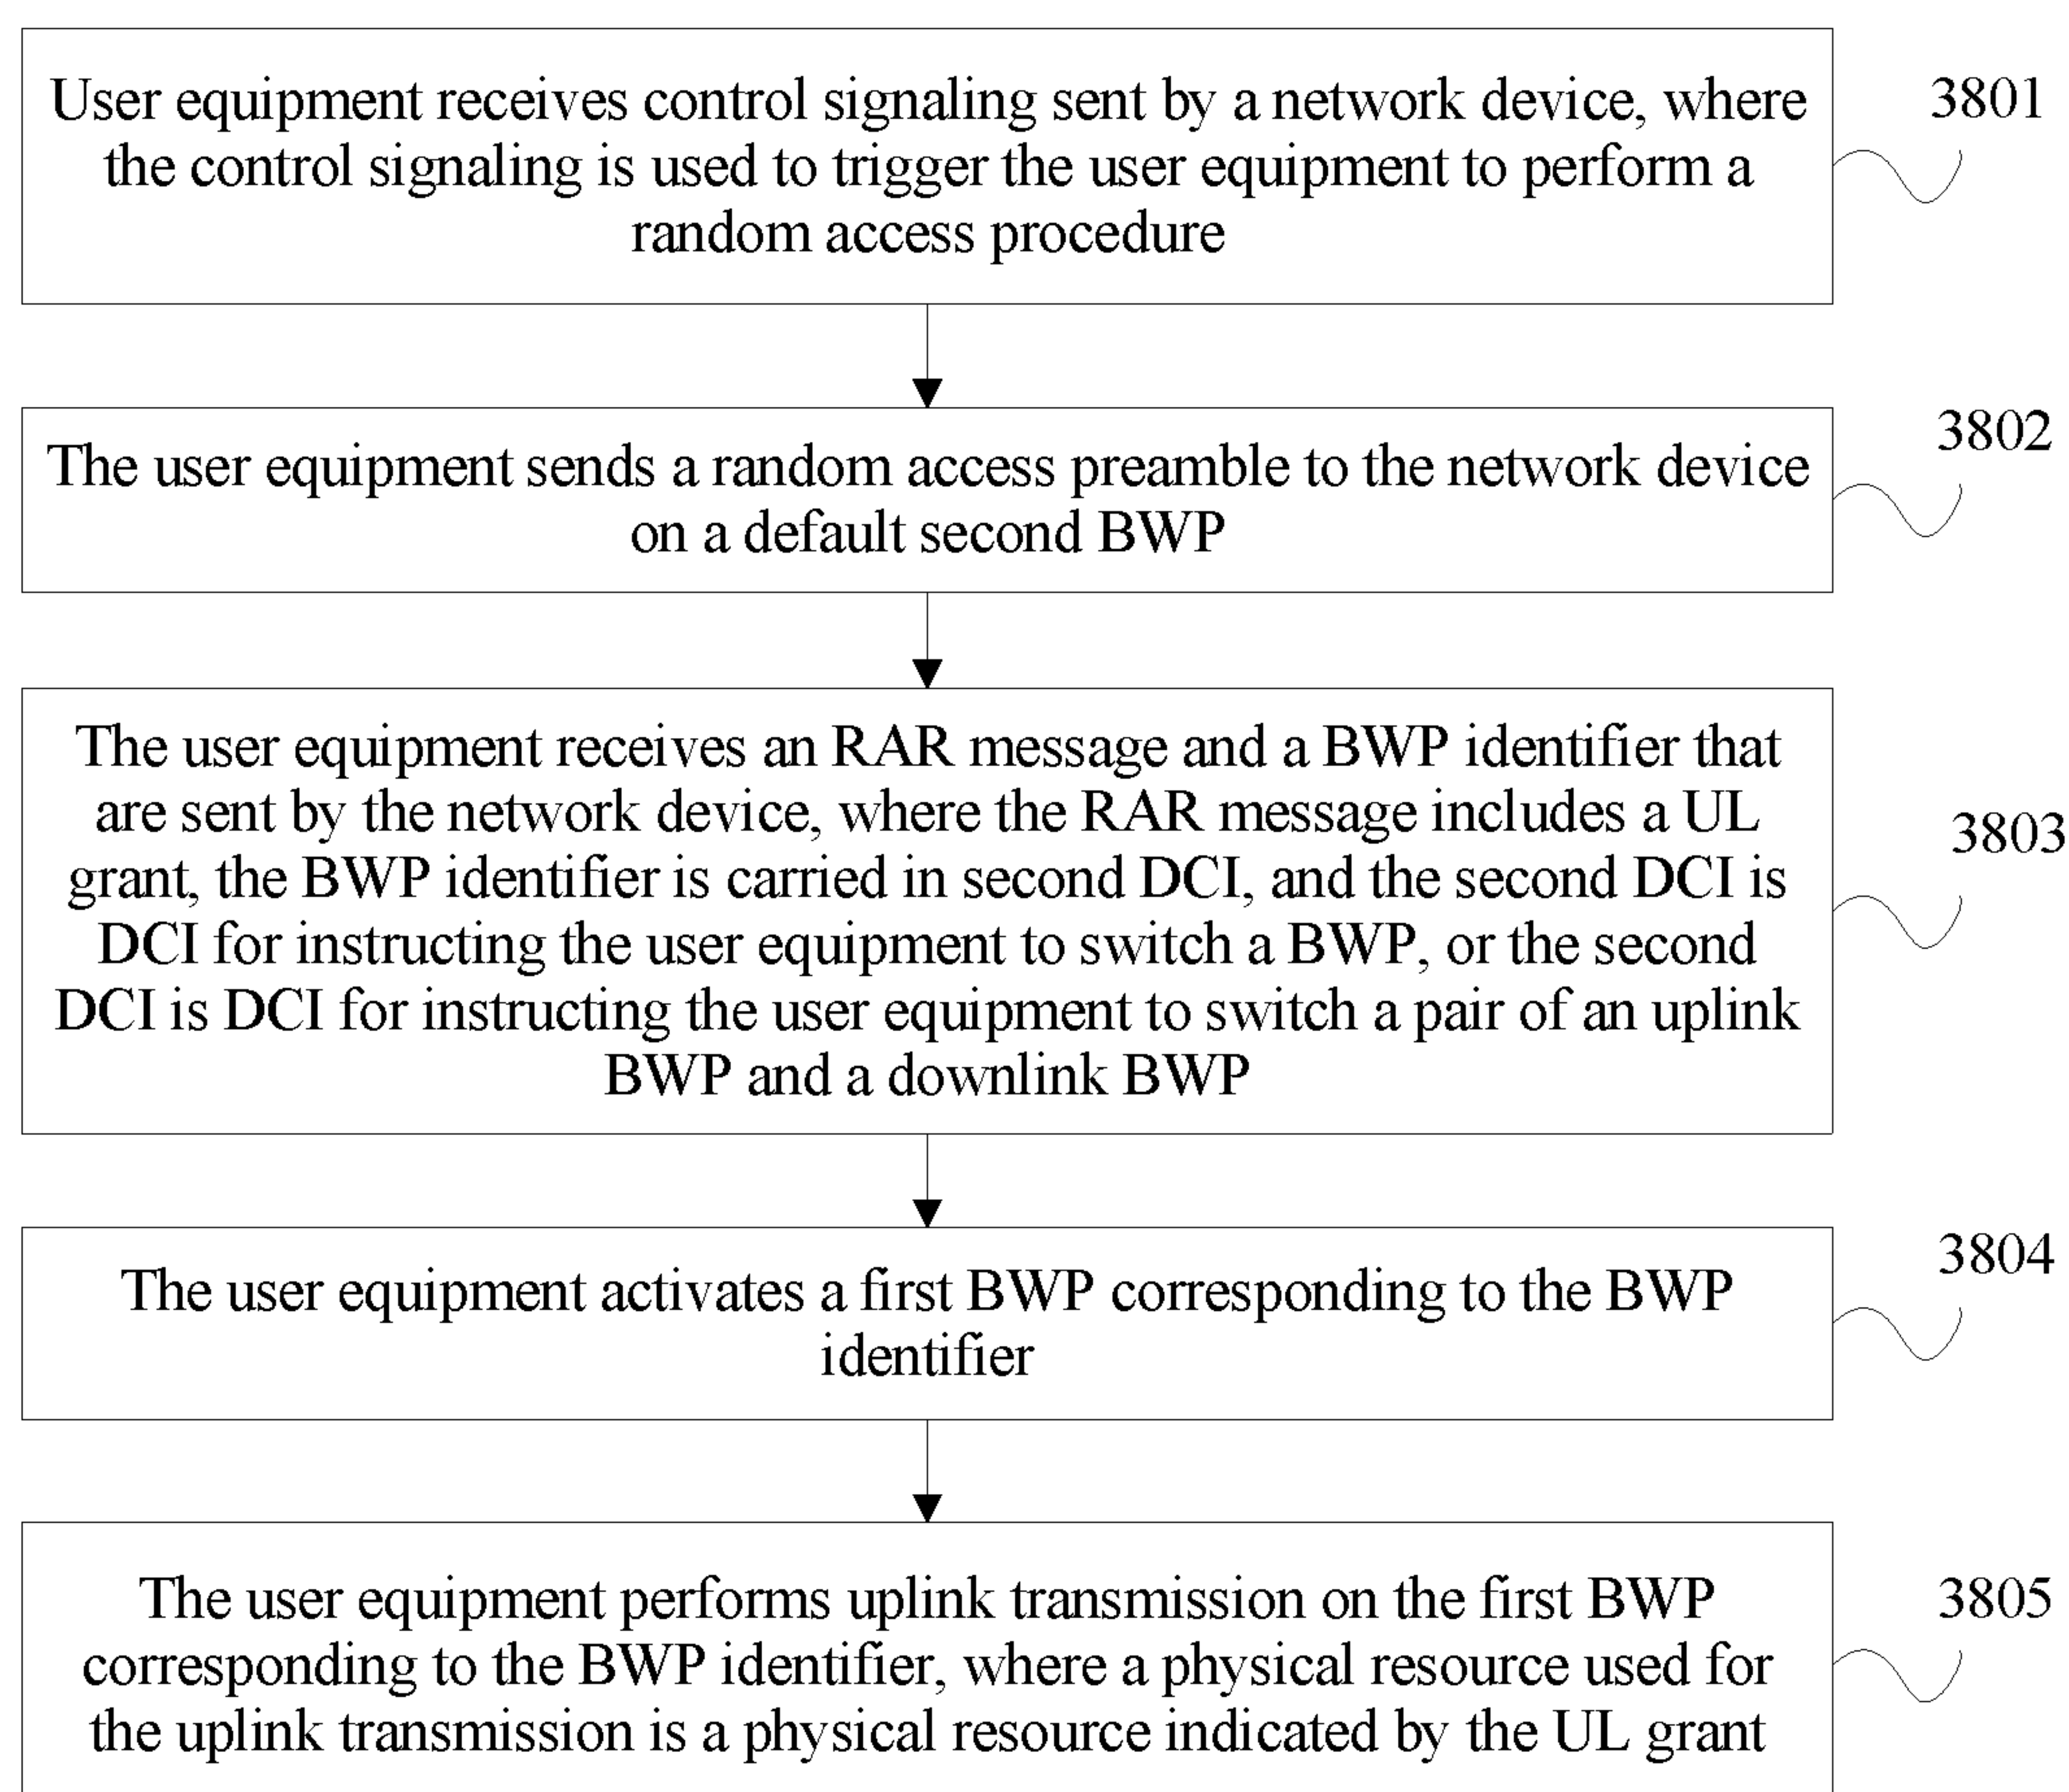 User equipment receives control signaling sent by a network device, where
the control signaling is used to trigger the user equipment to perform a
random access procedure
3801
The user equipment sends a random access preamble to the network device
on a default second BWP
3802
The user equipment receives an RAR message and a BWP identifier that
are sent by the network device, where the RAR message includes a UL
grant, the BWP identifier is carried in second DCI, and the second DCI is
DCI for instructing the user equipment to switch a BWP, or the second
DCI is DCI for instructing the user equipment to switch a pair of an uplink
BWP and a downlink BWP
3803
The user equipment activates a first BWP corresponding to the BWP
identifier
3804
The user equipment performs uplink transmission on the first BWP
corresponding to the BWP identifier, where a physical resource used for
the uplink transmission is a physical resource indicated by the UL grant
3805